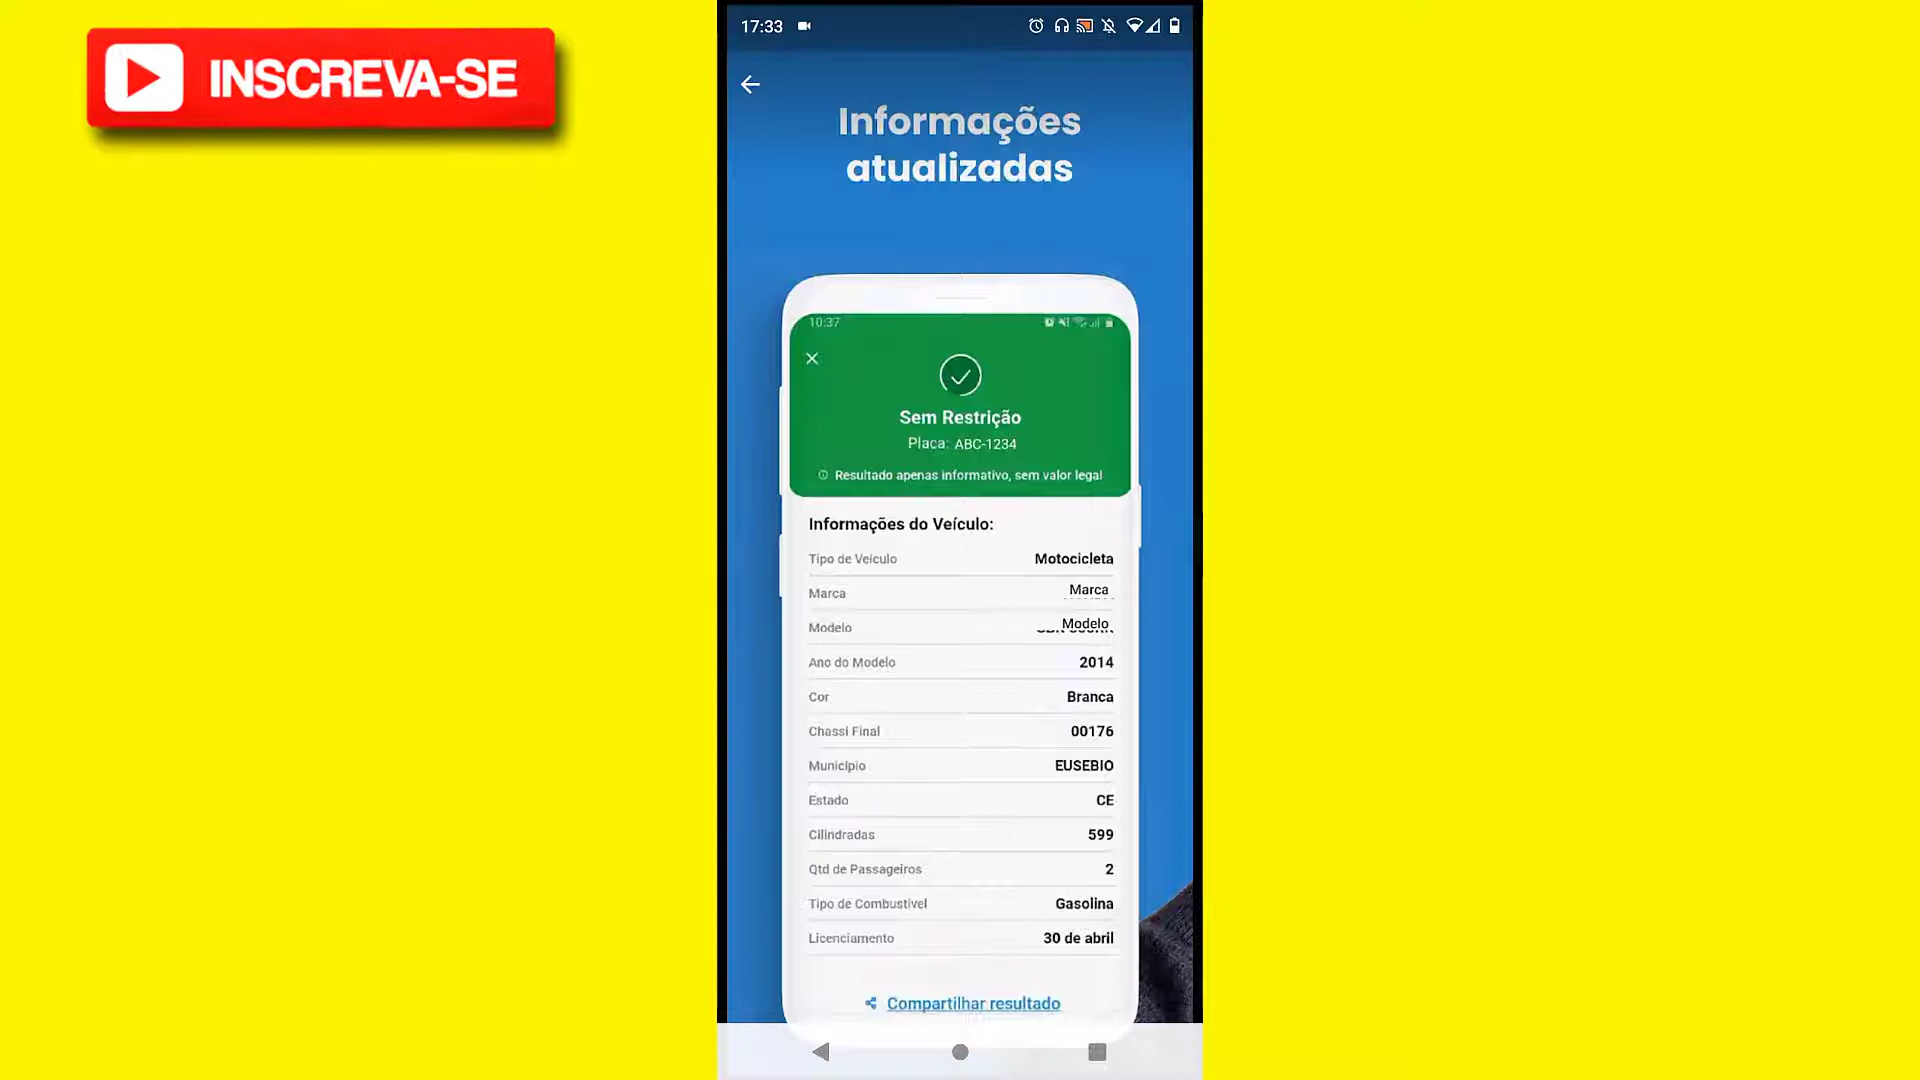 INSCREVA-SE
17:33
Informações
atualizadas
10:37
Sem Restrição
Placa: ABC-1234
Resultado apenas informativo, sem valor legal
Informações do Veículo:
Tipo de Veículo Motocicleta
Marca Marca
Modelo Modelo
Ano do Modelo 2014
Cor Branca
Chassi Final 00176
Município EUSEBIO
Estado CE
Cilindradas 599
Qtd de Passageiros 2
Tipo de Combustível Gasolina
Licenciamento 30 de abril
Compartilhar resultado